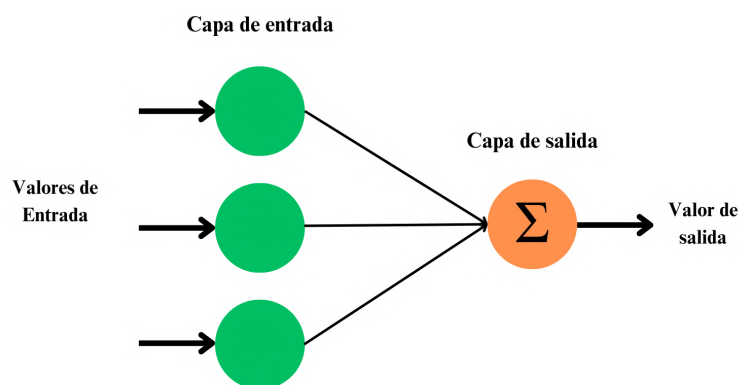 Capa de entrada
Capa de salida
Valores de
Entrada
Σ
Valor de
salida